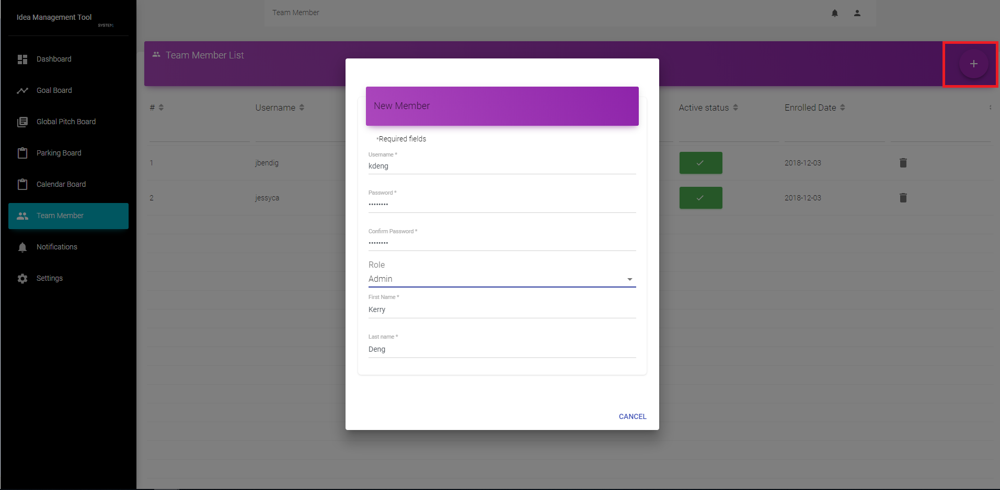 Idea Management Tool
SYSTEM
Dashboard
Goal Board
Global Pitch Board
Parking Board
Calendar Board
Team Member
Notifications
Settings
Team Member
Team Member List
+
# Username Active status Enrolled Date
1 jbendig 2018-12-03
2 jessyca 2018-12-03
New Member
*Required fields
Username *
kdeng
Password *
••••••••
Confirm Password *
••••••••
Role
Admin
First Name *
Kerry
Last name *
Deng
CANCEL